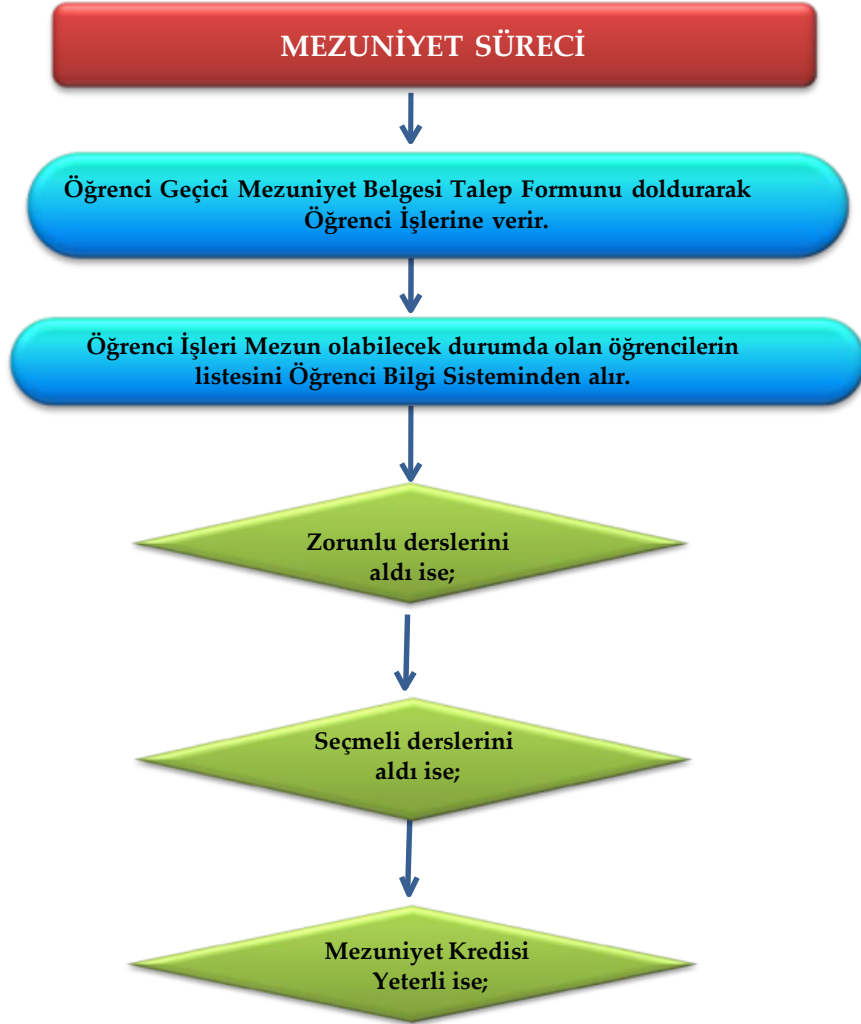 MEZUNİYET SÜRECİ
Öğrenci Geçici Mezuniyet Belgesi Talep Formunu doldurarak
Öğrenci İşlerine verir.
Öğrenci İşleri Mezun olabilecek durumda olan öğrencilerin
listesini Öğrenci Bilgi Sisteminden alır.
Zorunlu derslerini
aldı ise;
Seçmeli derslerini
aldı ise;
Mezuniyet Kredisi
Yeterli ise;